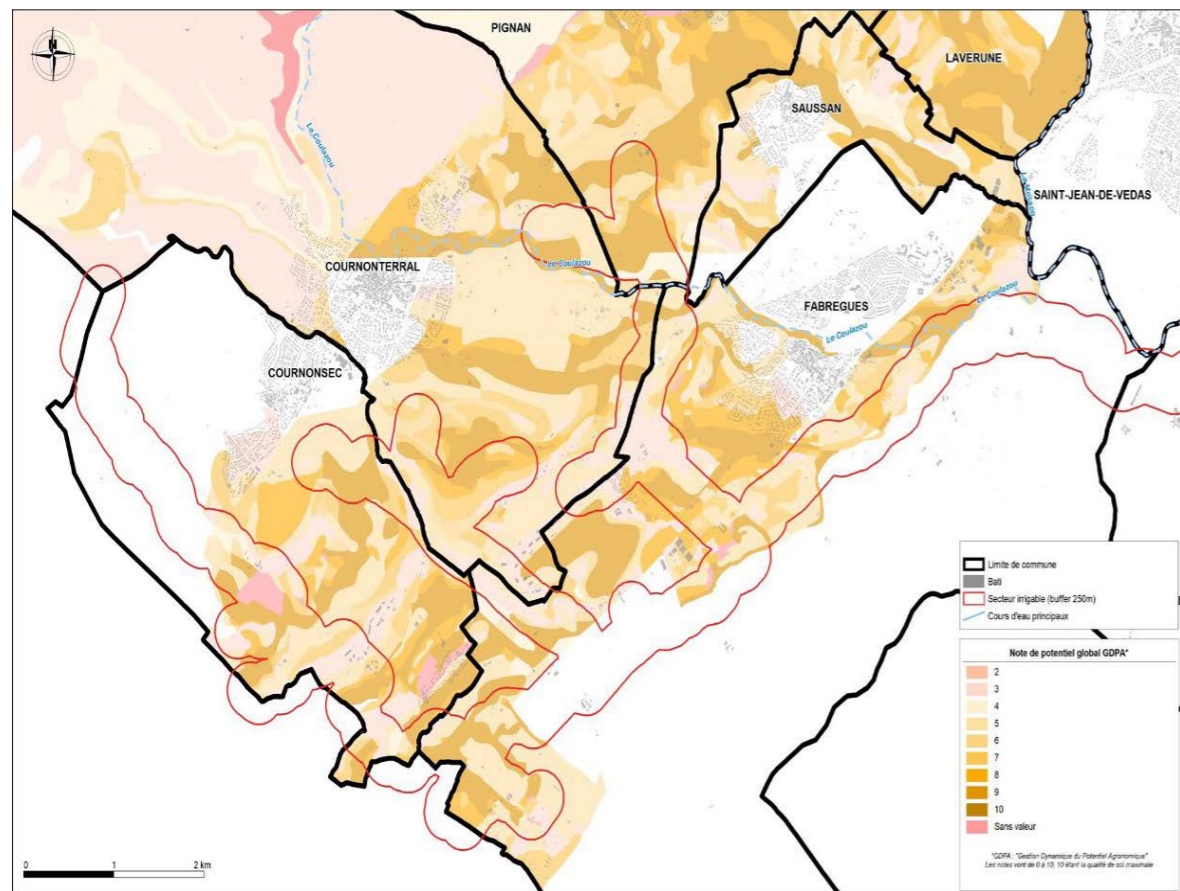 N
PIGNAN
LAVERUNE
SAUSSAN
SAINT-JEAN-DE-VEDAS
Le Coulazou
La Mosson
COURNONTERRAL
Le Coulazou
FABREGUES
Le Coulazou
Le Coulazou
COURNONSEC
Limite de commune
Bati
Secteur irrigable (buffer 250m)
Cours d'eau principaux
Note de potentiel global GDPA*
2
3
4
5
6
7
8
9
10
Sans valeur
*GDPA : "Gestion Dynamique du Potentiel Agronomique"
Les notes vont de 0 à 10, 10 étant la qualité de sol maximale
0 1 2 km